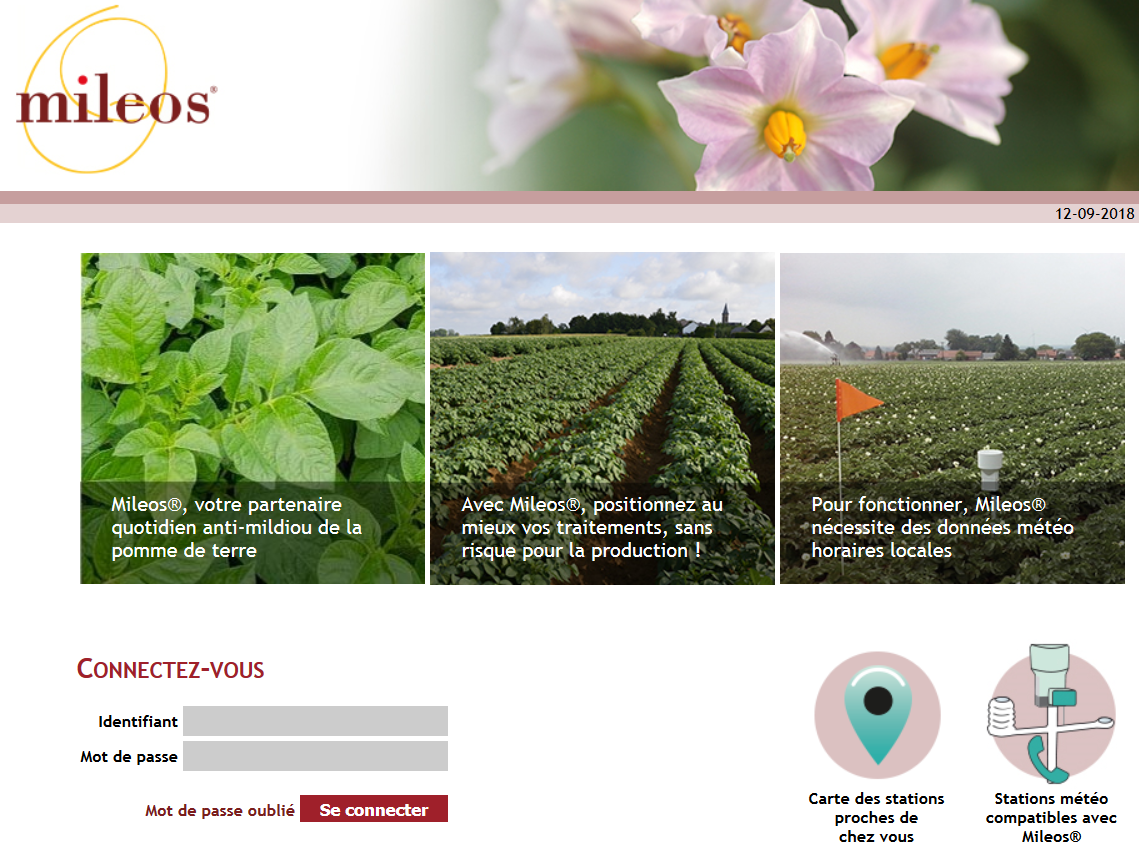 mileos®
12-09-2018
Mileos®, votre partenaire
quotidien anti-mildiou de la
pomme de terre
Avec Mileos®, positionnez au
mieux vos traitements, sans
risque pour la production !
Pour fonctionner, Mileos®
nécessite des données météo
horaires locales
Connectez-vous
Identifiant
Mot de passe
Mot de passe oublié Se connecter
Carte des stations
proches de
chez vous
Stations météo
compatibles avec
Mileos®